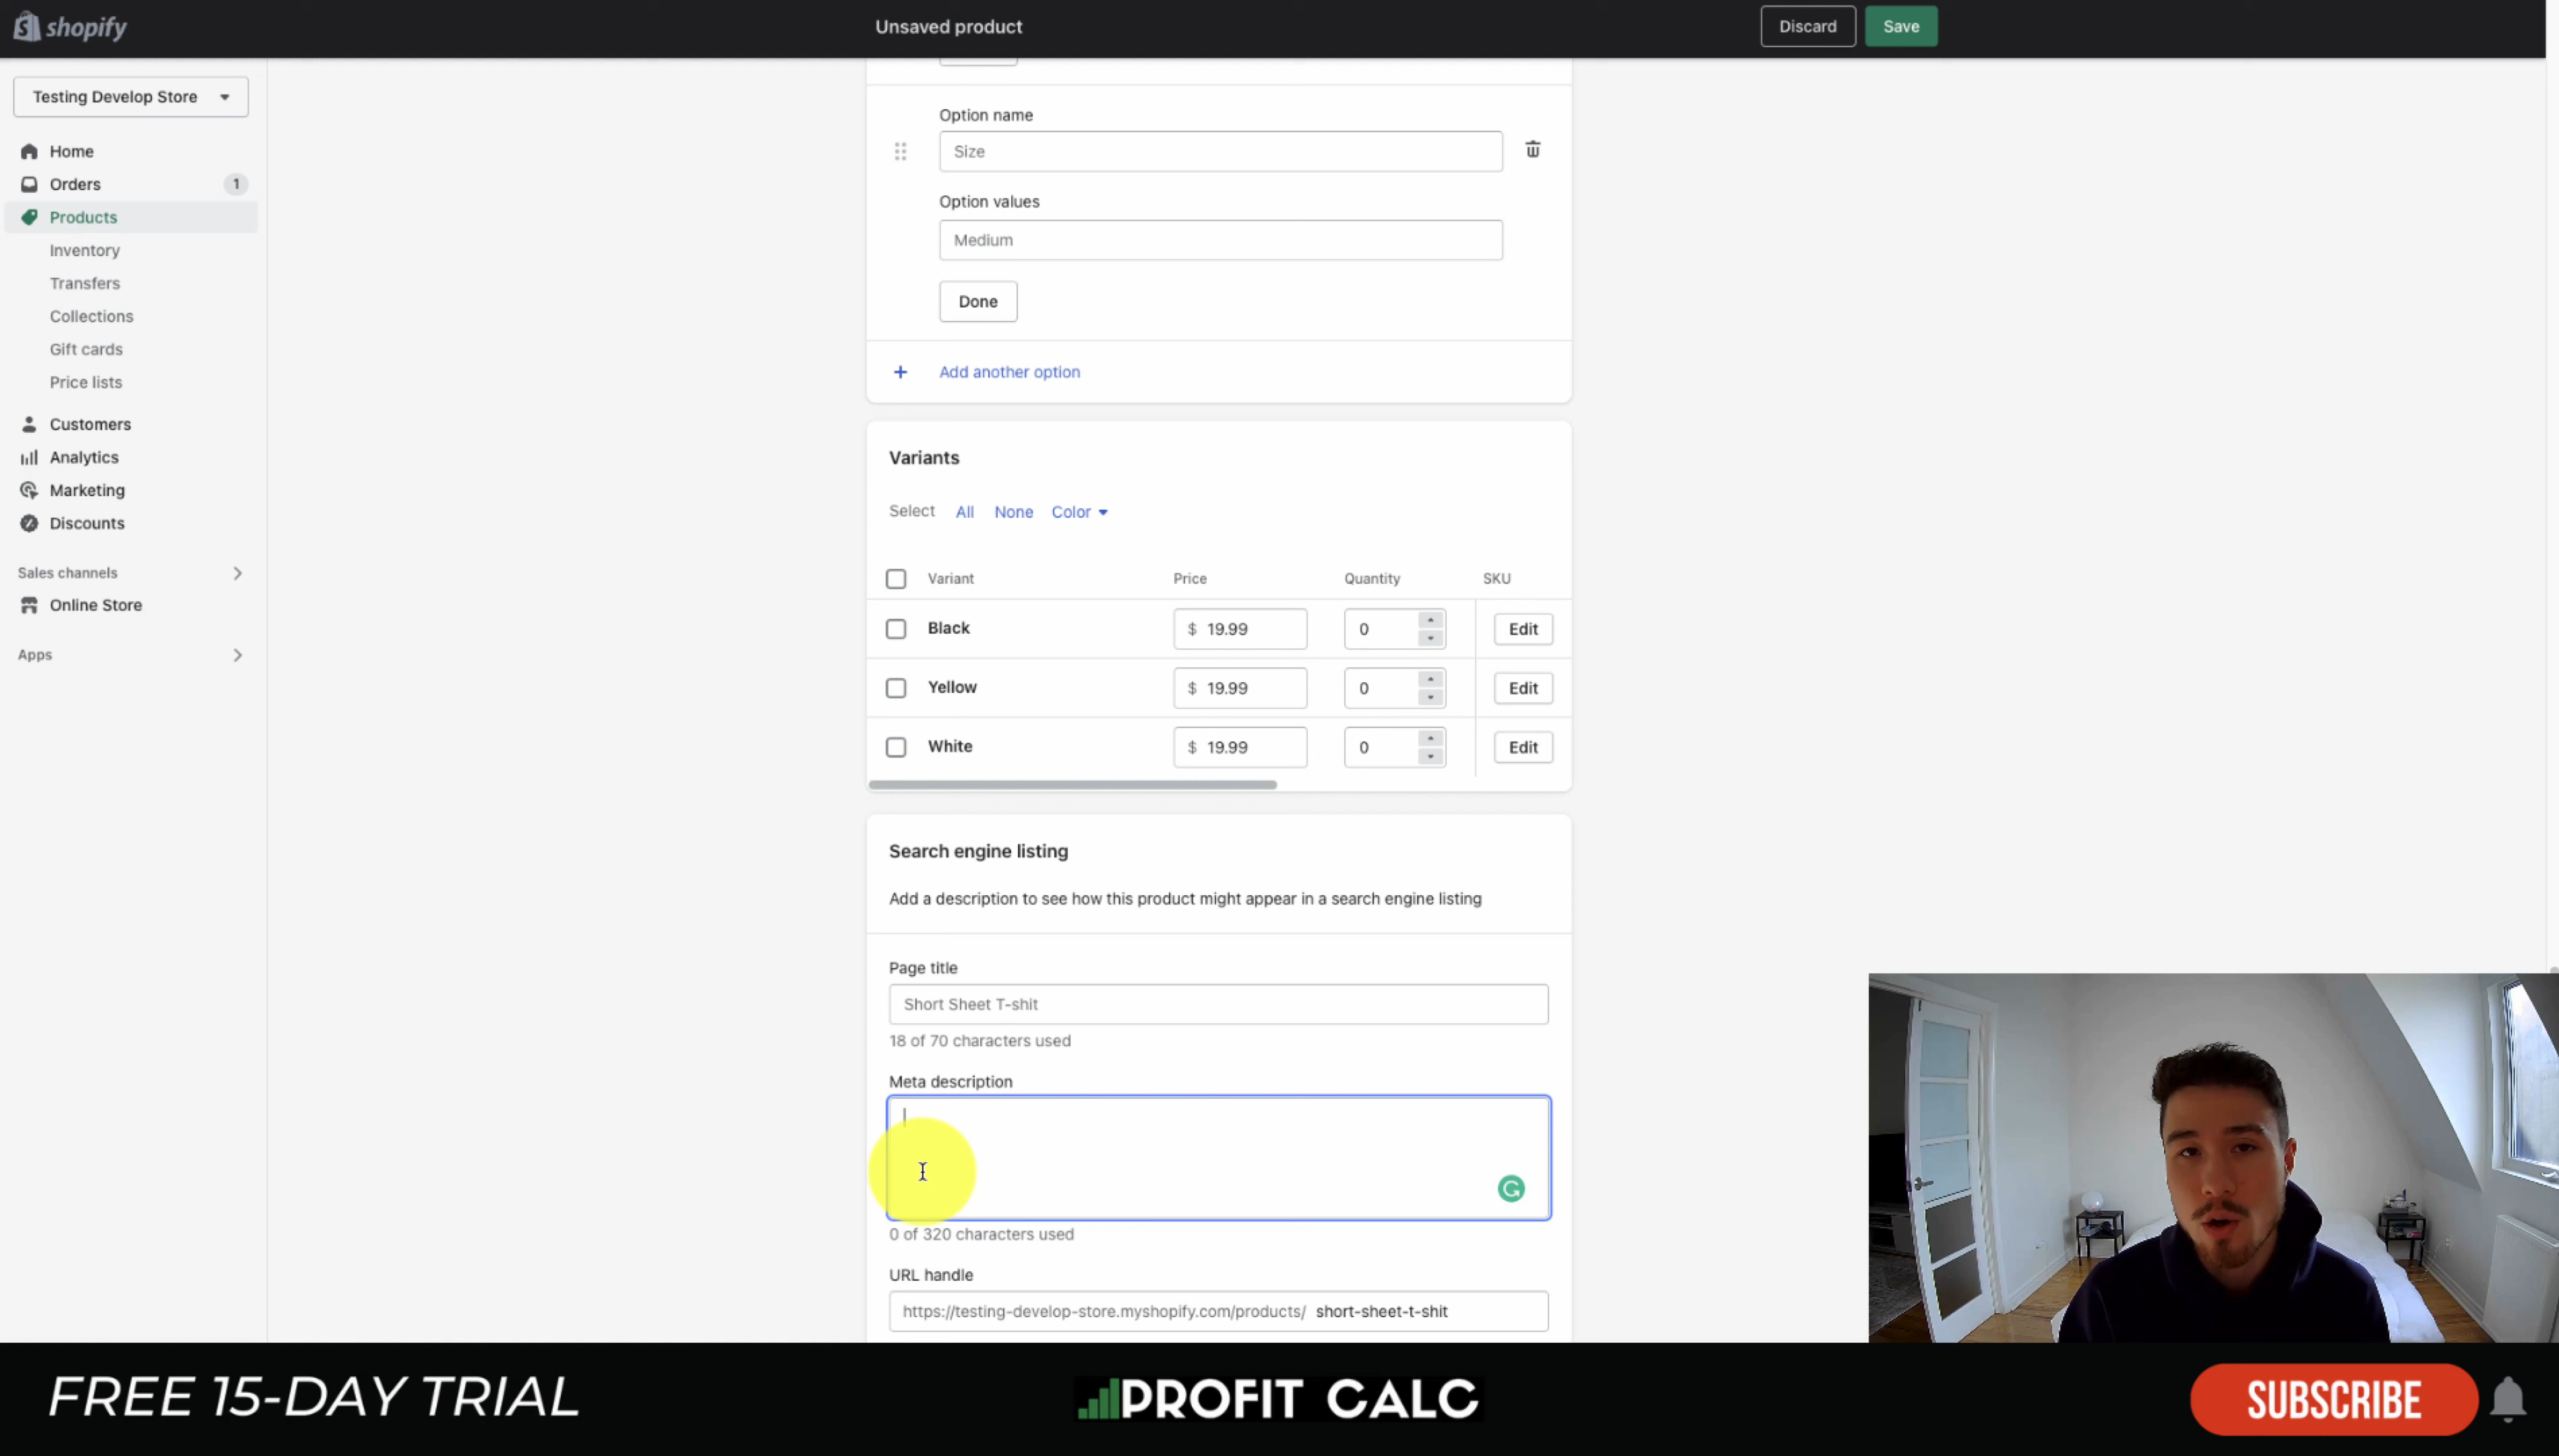 shopify
Unsaved product
Discard
Save
Testing Develop Store
Home
Orders
1
Products
Inventory
Transfers
Collections
Gift cards
Price lists
Customers
Analytics
Marketing
Discounts
Sales channels
Online Store
Apps
Option name
Size
Option values
Medium
Done
+ Add another option
Variants
Select All None Color
Variant Price Quantity SKU
Black $ 19.99 0 Edit
Yellow $ 19.99 0 Edit
White $ 19.99 0 Edit
Search engine listing
Add a description to see how this product might appear in a search engine listing
Page title
Short Sheet T-shit
18 of 70 characters used
Meta description
0 of 320 characters used
URL handle
https://testing-develop-store.myshopify.com/products/ short-sheet-t-shit
FREE 15-DAY TRIAL
PROFIT CALC
SUBSCRIBE